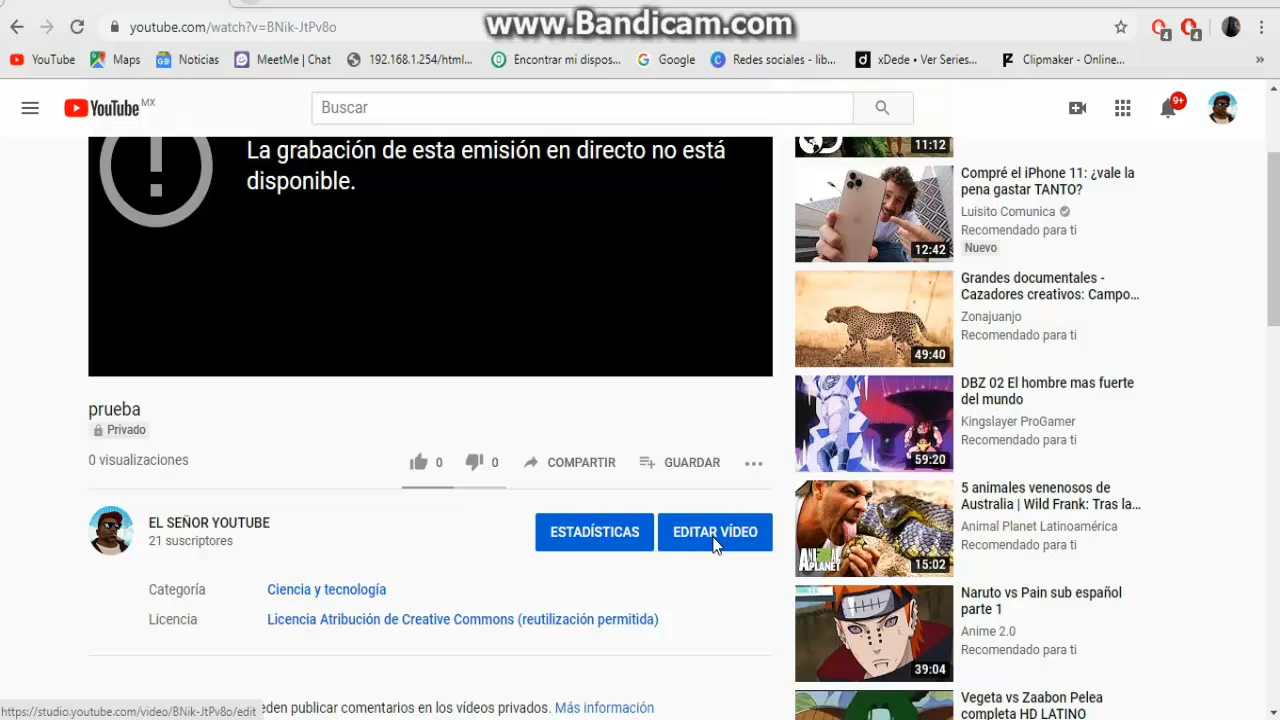 youtube.com/watch?v=BNik-JtPv8o
www.Bandicam.com
4
4
YouTube
Maps
Noticias
MeetMe | Chat
192.168.1.254/html...
Encontrar mi dispos...
Google
Redes sociales - lib...
xDede • Ver Series...
Clipmaker - Online...
»
YouTube MX
Buscar
9+
La grabación de esta emisión en directo no está
disponible.
prueba
Privado
0 visualizaciones
0
0
COMPARTIR
GUARDAR
EL SEÑOR YOUTUBE
21 suscriptores
ESTADÍSTICAS
EDITAR VÍDEO
Categoría
Ciencia y tecnología
Licencia
Licencia Atribución de Creative Commons (reutilización permitida)
eden publicar comentarios en los vídeos privados. Más información
11:12
Compré el iPhone 11: ¿vale la
pena gastar TANTO?
Luisito Comunica
Recomendado para ti
Nuevo
12:42
Grandes documentales -
Cazadores creativos: Campo...
Zonajuanjo
Recomendado para ti
49:40
DBZ 02 El hombre mas fuerte
del mundo
Kingslayer ProGamer
Recomendado para ti
59:20
5 animales venenosos de
Australia | Wild Frank: Tras la...
Animal Planet Latinoamérica
Recomendado para ti
ANIMAL
PLANET
15:02
Naruto vs Pain sub español
parte 1
Anime 2.0
Recomendado para ti
39:04
Vegeta vs Zaabon Pelea
completa HD LATINO
https://studio.youtube.com/video/BNik-JtPv8o/edit